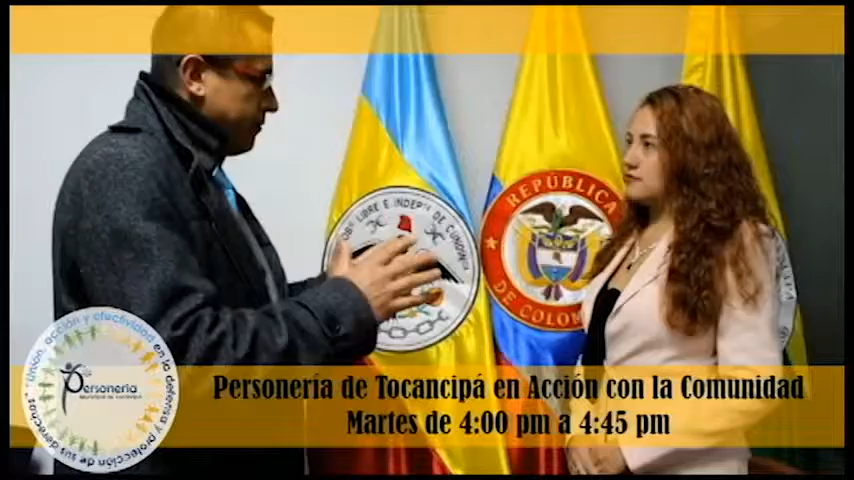 REPÚBLICA
DE COLOM
Personería
Unión, acción y efectividad en la defensa y protección de sus derechos
Personería de Tocancipá en Acción con la Comunidad
Martes de 4:00 pm a 4:45 pm